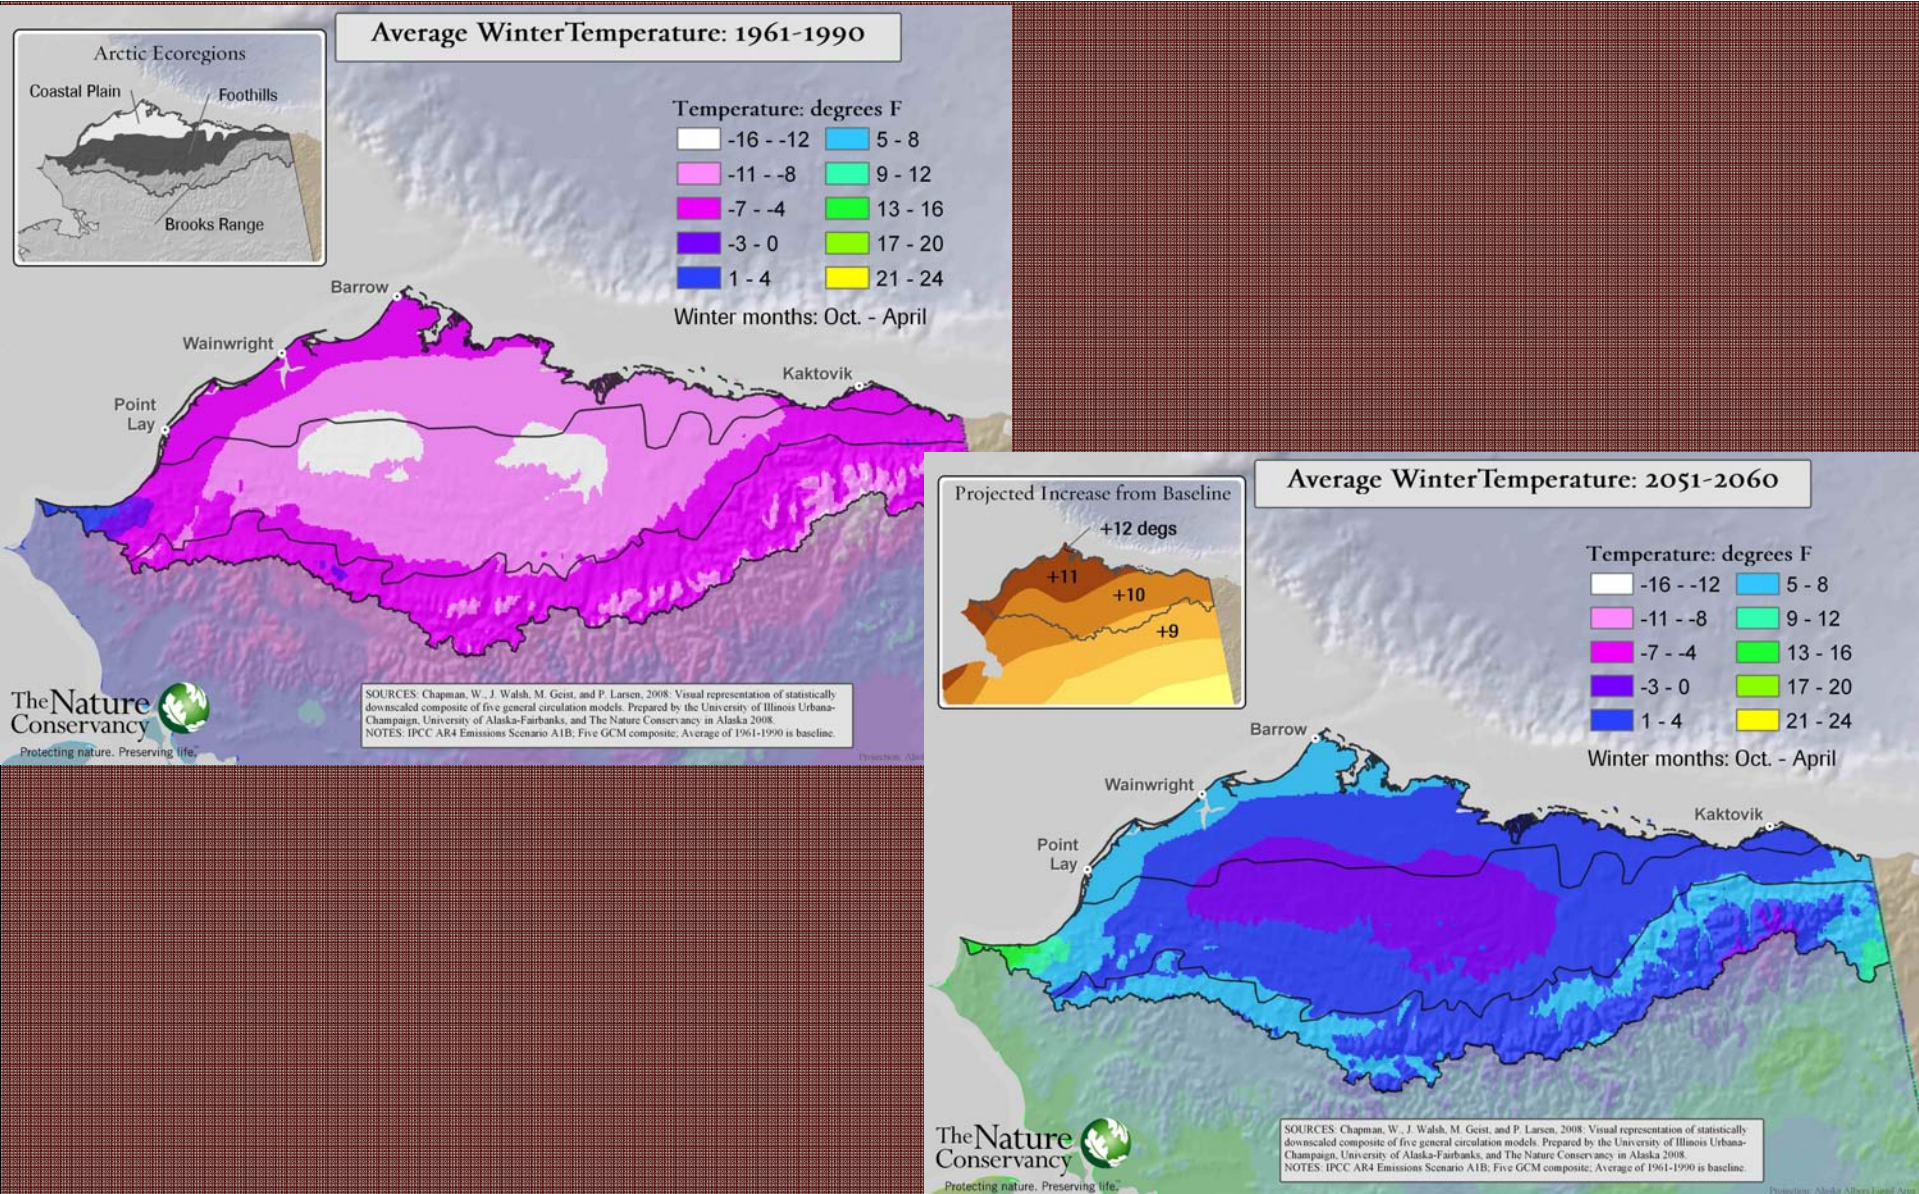 Average WinterTemperature: 1961-1990
Arctic Ecoregions
Coastal Plain
Foothills
Brooks Range
Temperature: degrees F
-16 - -12
5 - 8
-11 - -8
9 - 12
-7 - -4
13 - 16
-3 - 0
17 - 20
1 - 4
21 - 24
Winter months: Oct. - April
Barrow
Wainwright
Kaktovik
Point
Lay
The Nature
Conservancy
Protecting nature. Preserving life.
SOURCES: Chapman, W., J. Walsh, M. Geist, and P. Larsen, 2008: Visual representation of statistically
downscaled composite of five general circulation models. Prepared by the University of Illinois Urbana-
Champaign, University of Alaska-Fairbanks, and The Nature Conservancy in Alaska 2008.
NOTES: IPCC AR4 Emissions Scenario A1B; Five GCM composite; Average of 1961-1990 is baseline.
Average WinterTemperature: 2051-2060
Projected Increase from Baseline
+12 degs
+11
+10
+9
Temperature: degrees F
-16 - -12
5 - 8
-11 - -8
9 - 12
-7 - -4
13 - 16
-3 - 0
17 - 20
1 - 4
21 - 24
Winter months: Oct. - April
Barrow
Wainwright
Kaktovik
Point
Lay
The Nature
Conservancy
Protecting nature. Preserving life.
SOURCES: Chapman, W., J. Walsh, M. Geist, and P. Larsen, 2008: Visual representation of statistically
downscaled composite of five general circulation models. Prepared by the University of Illinois Urbana-
Champaign, University of Alaska-Fairbanks, and The Nature Conservancy in Alaska 2008.
NOTES: IPCC AR4 Emissions Scenario A1B; Five GCM composite; Average of 1961-1990 is baseline.